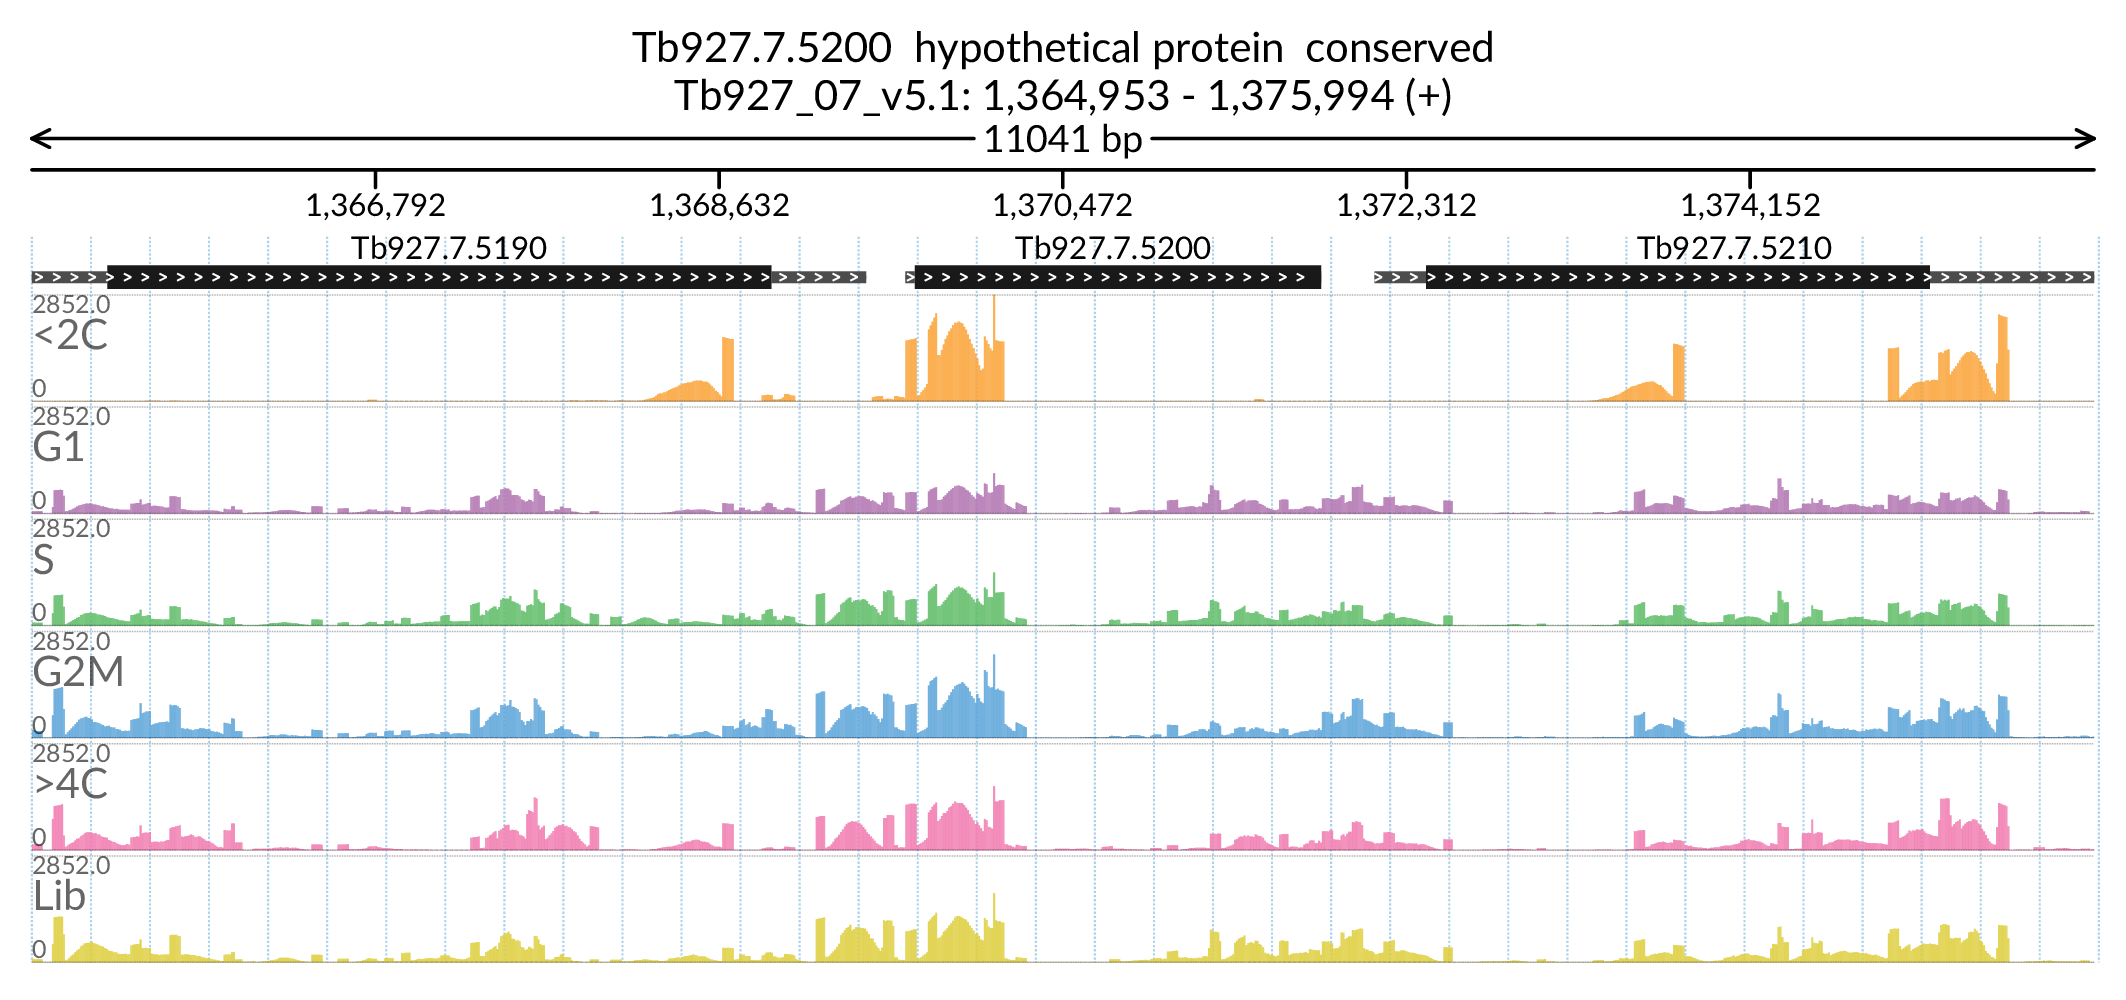 Tb927.7.5200 hypothetical protein conserved
Tb927_07_v5.1: 1,364,953 - 1,375,994 (+)
11041 bp
1,366,792 1,368,632 1,370,472 1,372,312 1,374,152
Tb927.7.5190 Tb927.7.5200 Tb927.7.5210
2852.0
<2C
0
2852.0
G1
0
2852.0
S
0
2852.0
G2M
0
2852.0
>4C
0
2852.0
Lib
0